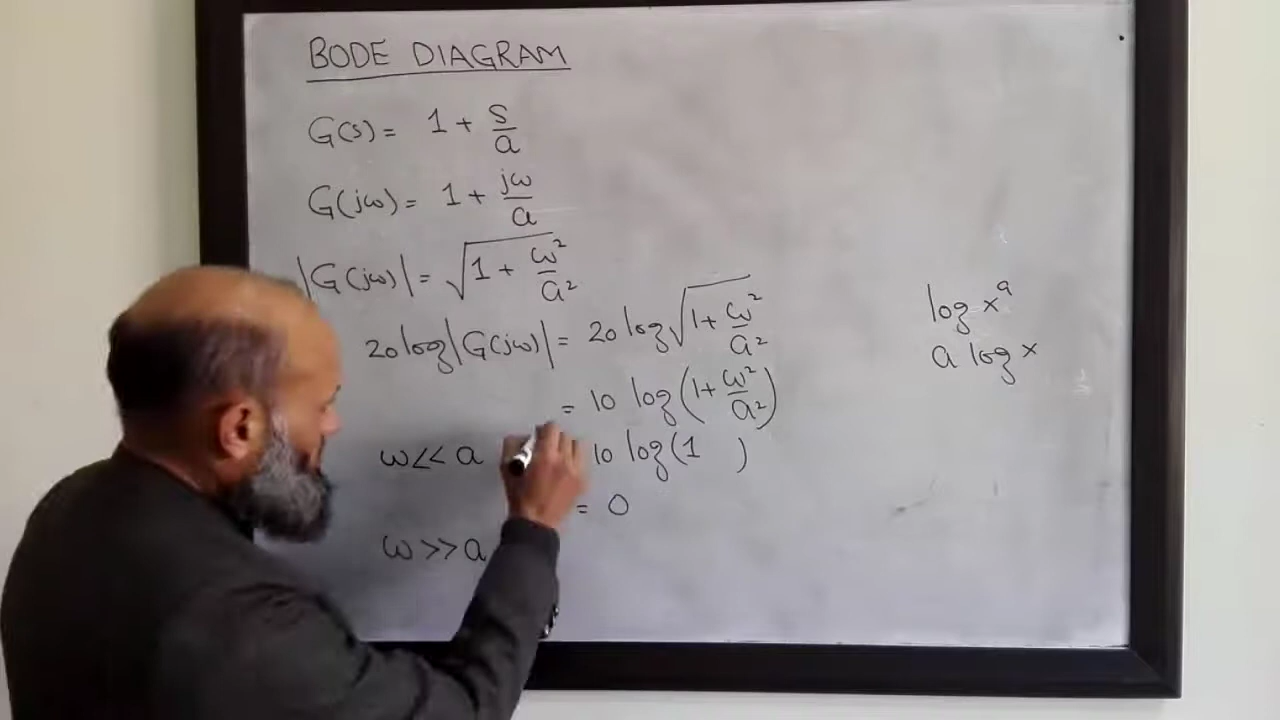 BODE DIAGRAM
G(s) = 1 + s/a
G(jω) = 1 + jω/a
|G(jω)| = √(1 + ω²/a²)
20 log|G(jω)| = 20 log √(1 + ω²/a²)
= 10 log(1 + ω²/a²)
ω << a 10 log(1 )
= 0
ω >> a
log xᵃ
a log x